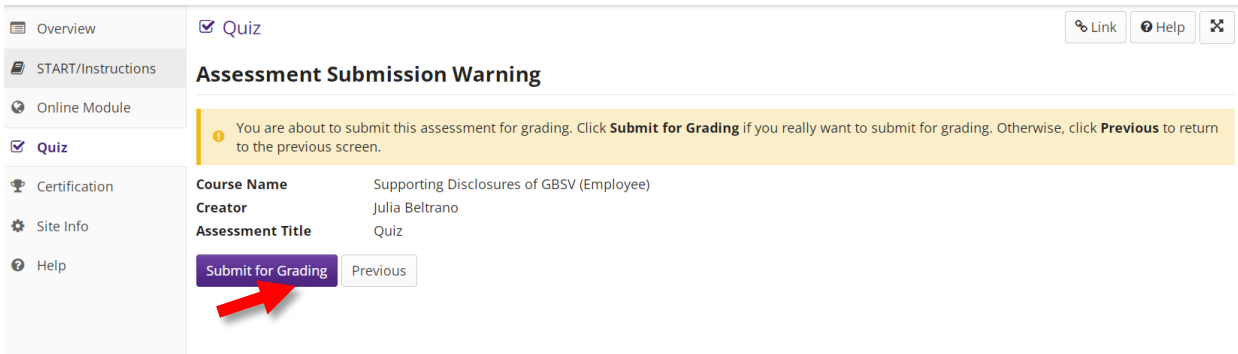 Overview
START/Instructions
Online Module
Quiz
Certification
Site Info
Help
Quiz
Link
Help
Assessment Submission Warning
You are about to submit this assessment for grading. Click Submit for Grading if you really want to submit for grading. Otherwise, click Previous to return
to the previous screen.
Course Name Supporting Disclosures of GBSV (Employee)
Creator Julia Beltrano
Assessment Title Quiz
Submit for Grading Previous